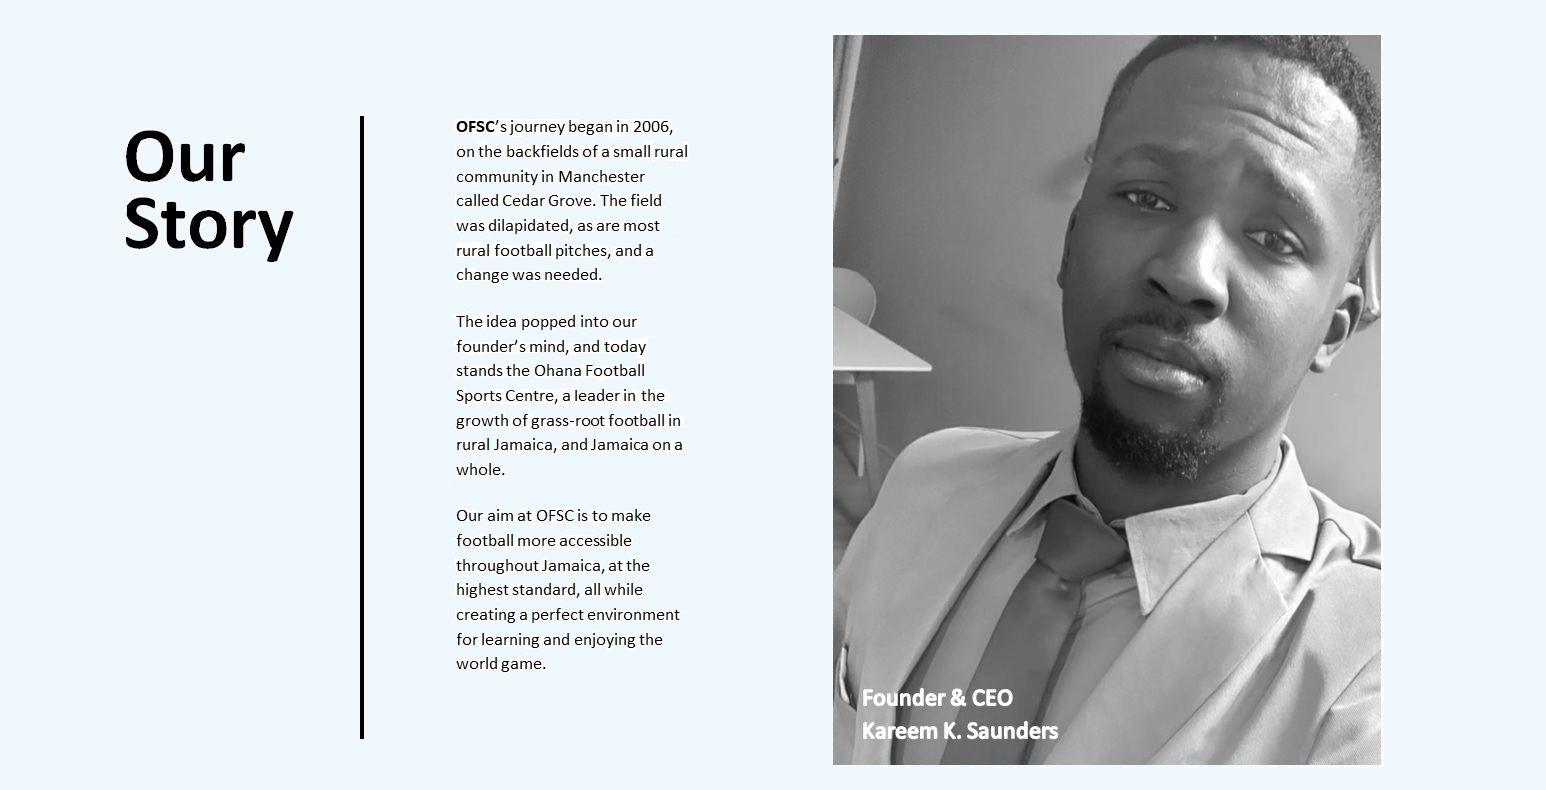 Our
Story
OFSC’s journey began in 2006,
on the backfields of a small rural
community in Manchester
called Cedar Grove. The field
was dilapidated, as are most
rural football pitches, and a
change was needed.
The idea popped into our
founder’s mind, and today
stands the Ohana Football
Sports Centre, a leader in the
growth of grass-root football in
rural Jamaica, and Jamaica on a
whole.
Our aim at OFSC is to make
football more accessible
throughout Jamaica, at the
highest standard, all while
creating a perfect environment
for learning and enjoying the
world game.
Founder & CEO
Kareem K. Saunders